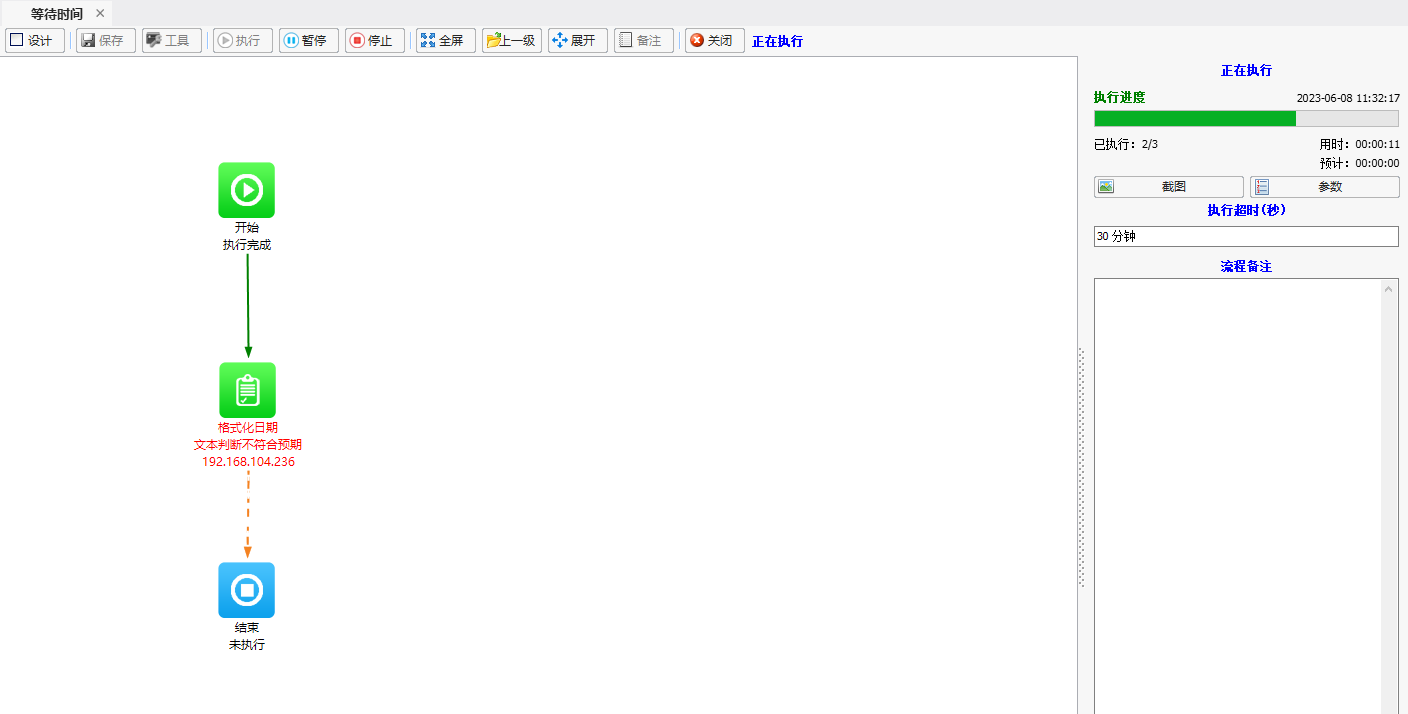 等待时间
设计 保存 工具 执行 暂停 停止 全屏 上一级 展开 备注 关闭 正在执行
开始
执行完成
格式化日期
文本判断不符合预期
192.168.104.236
结束
未执行
正在执行
执行进度 2023-06-08 11:32:17
已执行：2/3 用时：00:00:11
预计：00:00:00
截图 参数
执行超时(秒)
30 分钟
流程备注